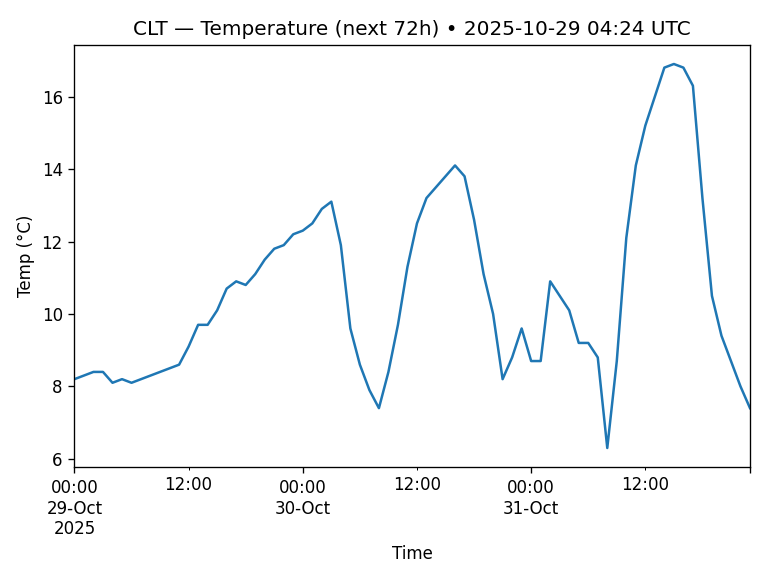 CLT — Temperature (next 72h) • 2025-10-29 04:24 UTC
Temp (°C)
16
14
12
10
8
6
00:00 12:00 00:00 12:00 00:00 12:00
29-Oct 30-Oct 31-Oct
2025
Time